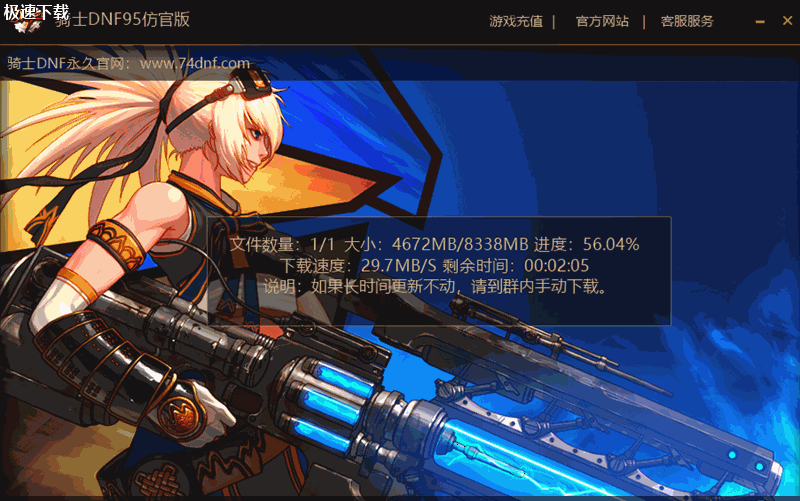 极速下载
骑士DNF95仿官版
游戏充值 | 官方网站 | 客服服务
骑士DNF永久官网：www.74dnf.com
文件数量：1/1 大小：4672MB/8338MB 进度：56.04%
下载速度：29.7MB/S 剩余时间：00:02:05
说明：如果长时间更新不动，请到群内手动下载。